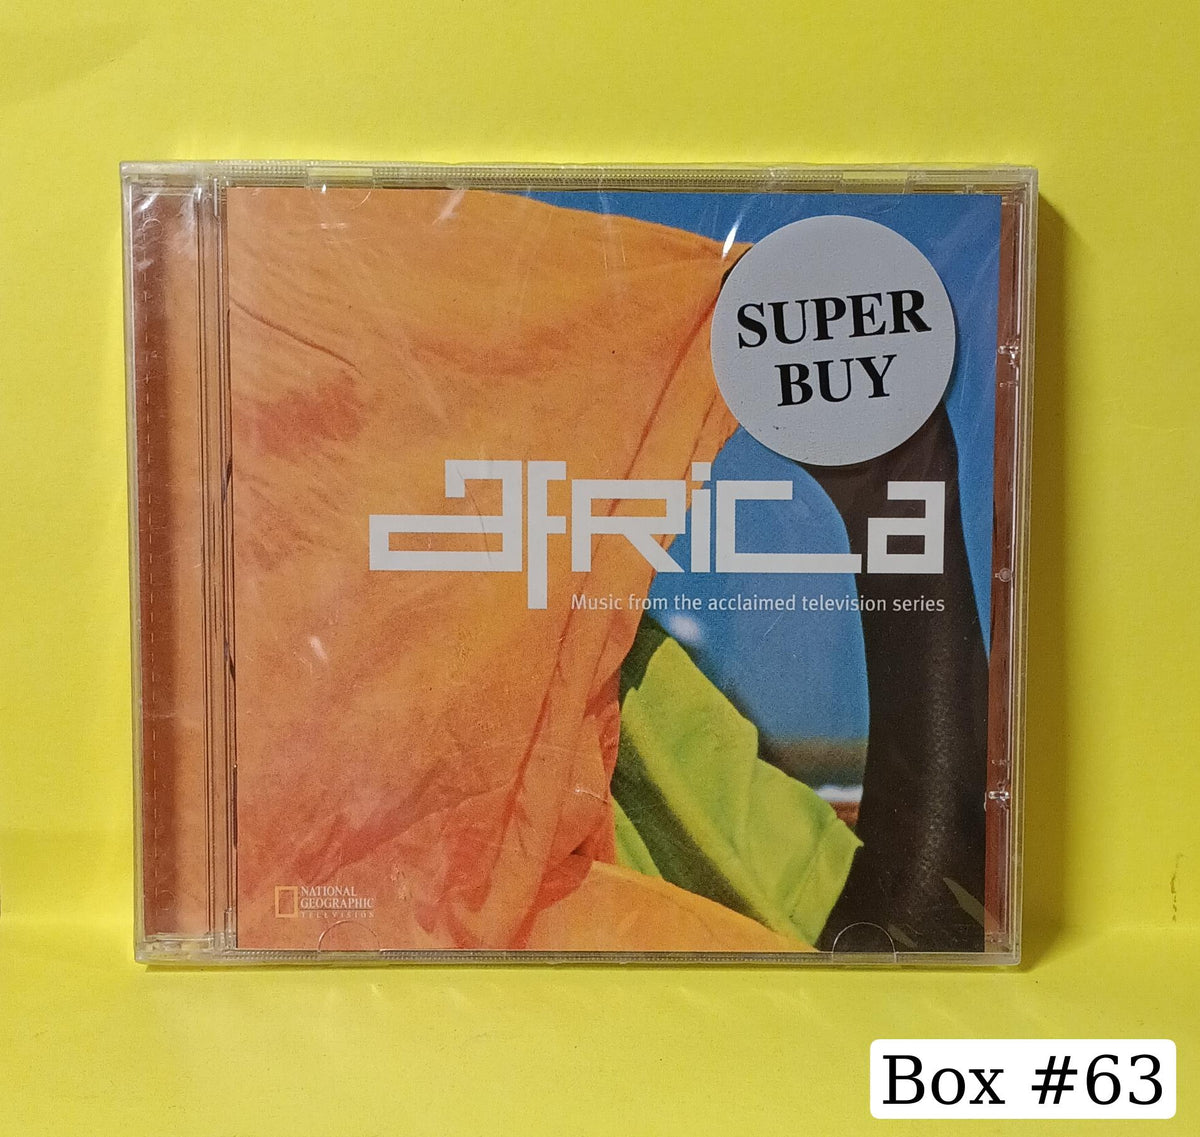 SUPER
BUY
aFRiCa
Music from the acclaimed television series
NATIONAL
GEOGRAPHIC
TELEVISION
Box #63